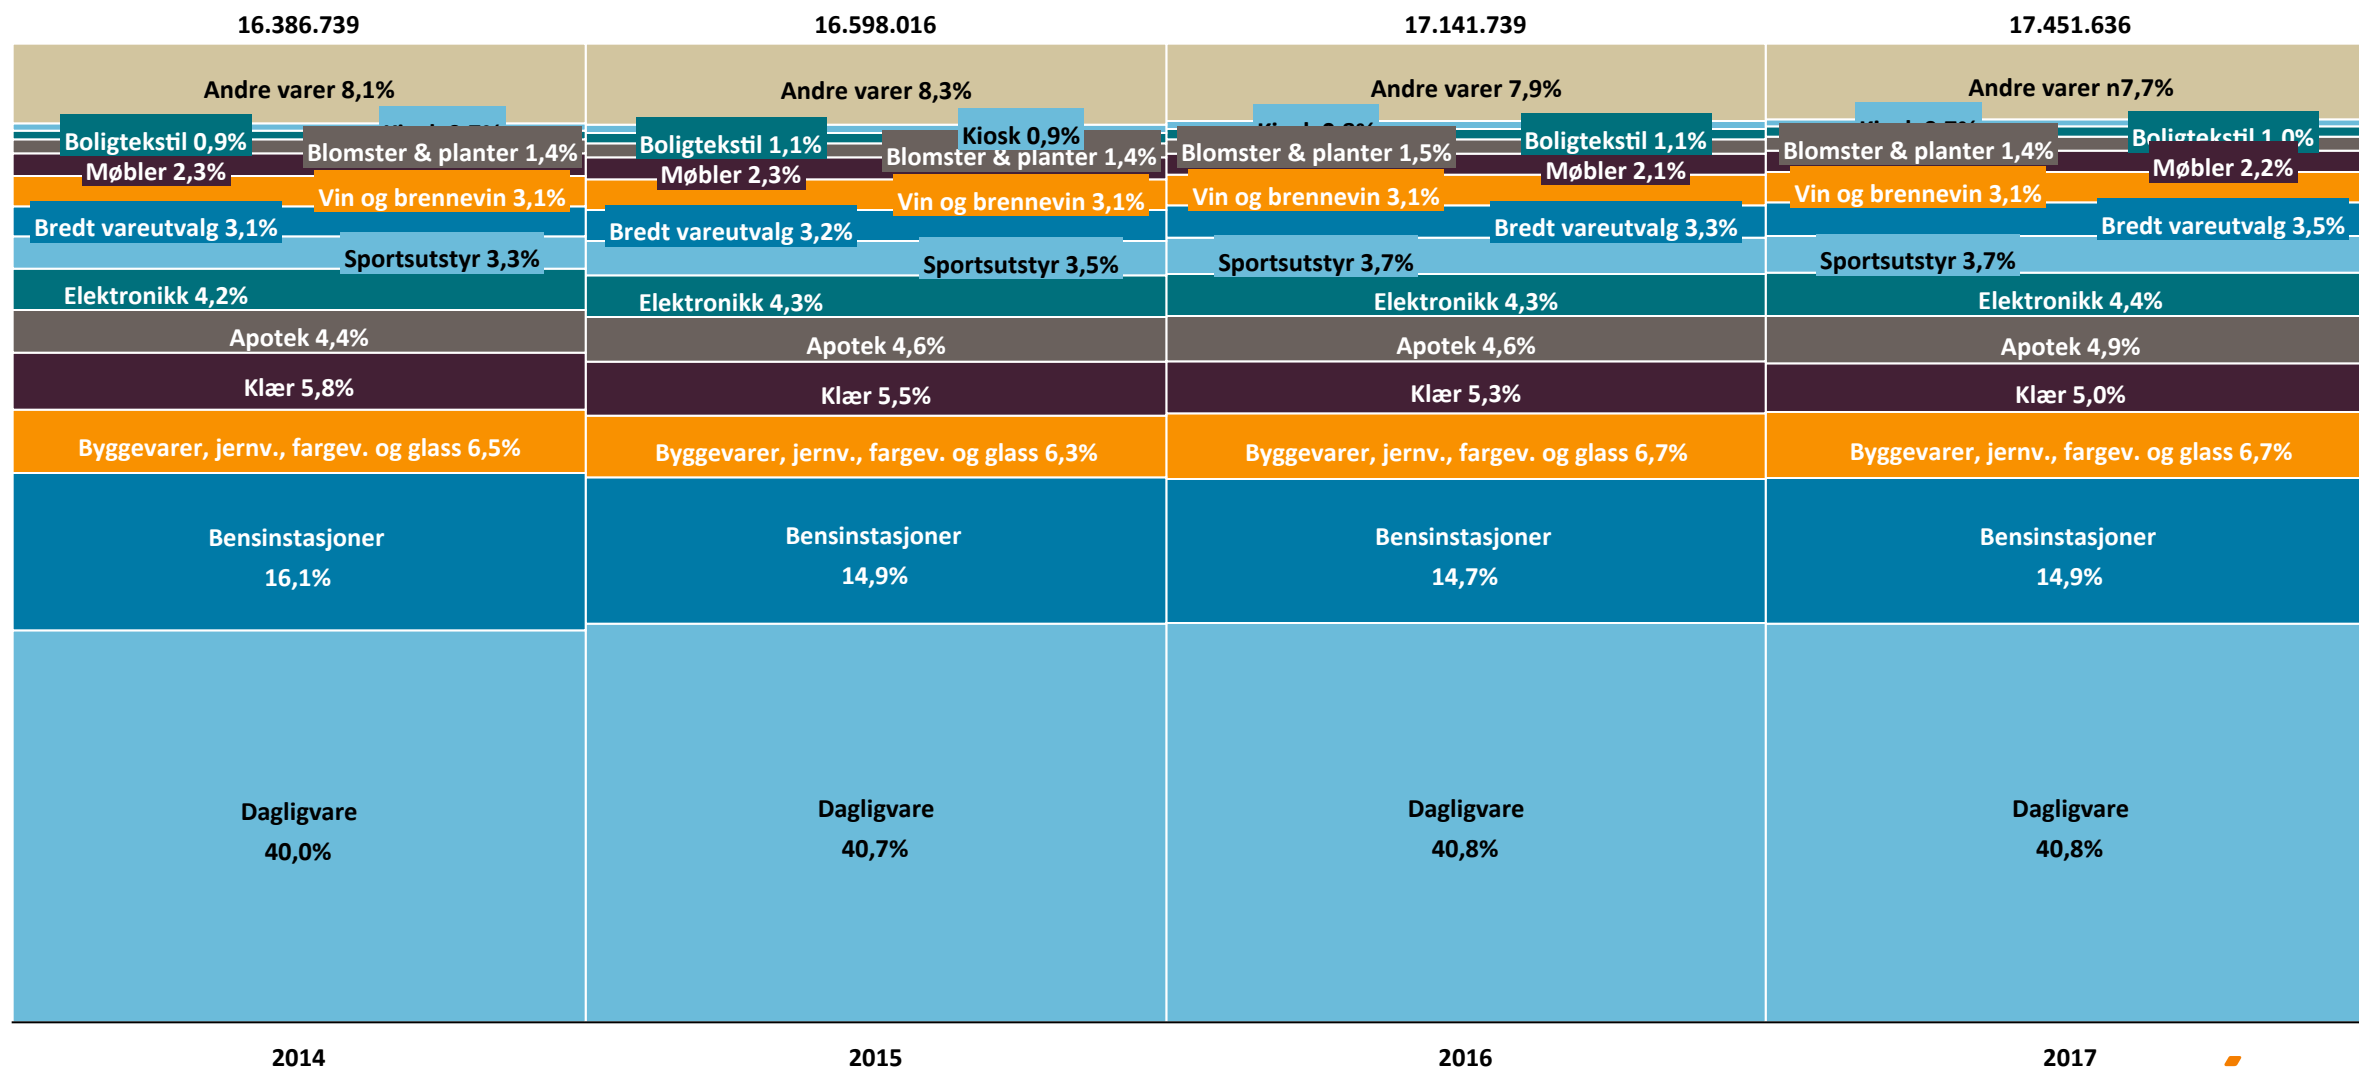 16.386.739
16.598.016
17.141.739
17.451.636
Andre varer 8,1%
Boligtekstil 0,9%
Blomster & planter 1,4%
Møbler 2,3%
Vin og brennevin 3,1%
Bredt vareutvalg 3,1%
Sportsutstyr 3,3%
Elektronikk 4,2%
Apotek 4,4%
Klær 5,8%
Byggevarer, jernv., fargev. og glass 6,5%
Bensinstasjoner
16,1%
Dagligvare
40,0%
2014
Andre varer 8,3%
Kiosk 0,9%
Boligtekstil 1,1%
Blomster & planter 1,4%
Møbler 2,3%
Vin og brennevin 3,1%
Bredt vareutvalg 3,2%
Sportsutstyr 3,5%
Elektronikk 4,3%
Apotek 4,6%
Klær 5,5%
Byggevarer, jernv., fargev. og glass 6,3%
Bensinstasjoner
14,9%
Dagligvare
40,7%
2015
Andre varer 7,9%
Boligtekstil 1,1%
Blomster & planter 1,5%
Møbler 2,1%
Vin og brennevin 3,1%
Bredt vareutvalg 3,3%
Sportsutstyr 3,7%
Elektronikk 4,3%
Apotek 4,6%
Klær 5,3%
Byggevarer, jernv., fargev. og glass 6,7%
Bensinstasjoner
14,7%
Dagligvare
40,8%
2016
Andre varer n7,7%
Boligtekstil 1,0%
Blomster & planter 1,4%
Møbler 2,2%
Vin og brennevin 3,1%
Bredt vareutvalg 3,5%
Sportsutstyr 3,7%
Elektronikk 4,4%
Apotek 4,9%
Klær 5,0%
Byggevarer, jernv., fargev. og glass 6,7%
Bensinstasjoner
14,9%
Dagligvare
40,8%
2017